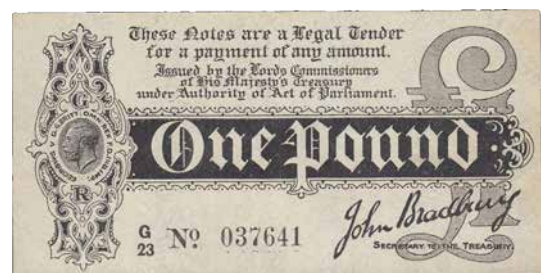 These Notes are a Legal Tender
for a payment of any amount.
Issued by the Lords Commissioners
of His Majesty's Treasury
under Authority of Act of Parliament.
£
G
R
One Pound
G
23 Nº 037641
John Bradbury
SECRETARY TO THE TREASURY.